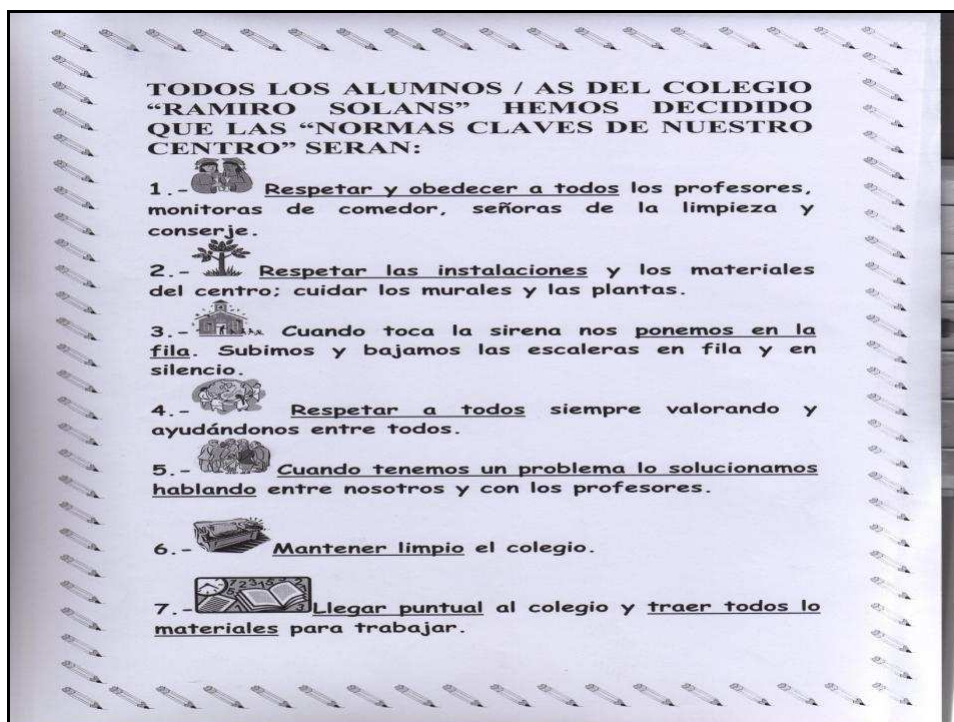 TODOS LOS ALUMNOS / AS DEL COLEGIO
“RAMIRO SOLANS” HEMOS DECIDIDO
QUE LAS “NORMAS CLAVES DE NUESTRO
CENTRO” SERAN:
1.- Respetar y obedecer a todos los profesores,
monitoras de comedor, señoras de la limpieza y
conserje.
2.- Respetar las instalaciones y los materiales
del centro; cuidar los murales y las plantas.
3.- Cuando toca la sirena nos ponemos en la
fila. Subimos y bajamos las escaleras en fila y en
silencio.
4.- Respetar a todos siempre valorando y
ayudándonos entre todos.
5.- Cuando tenemos un problema lo solucionamos
hablando entre nosotros y con los profesores.
6.- Mantener limpio el colegio.
7.- Llegar puntual al colegio y traer todos lo
materiales para trabajar.